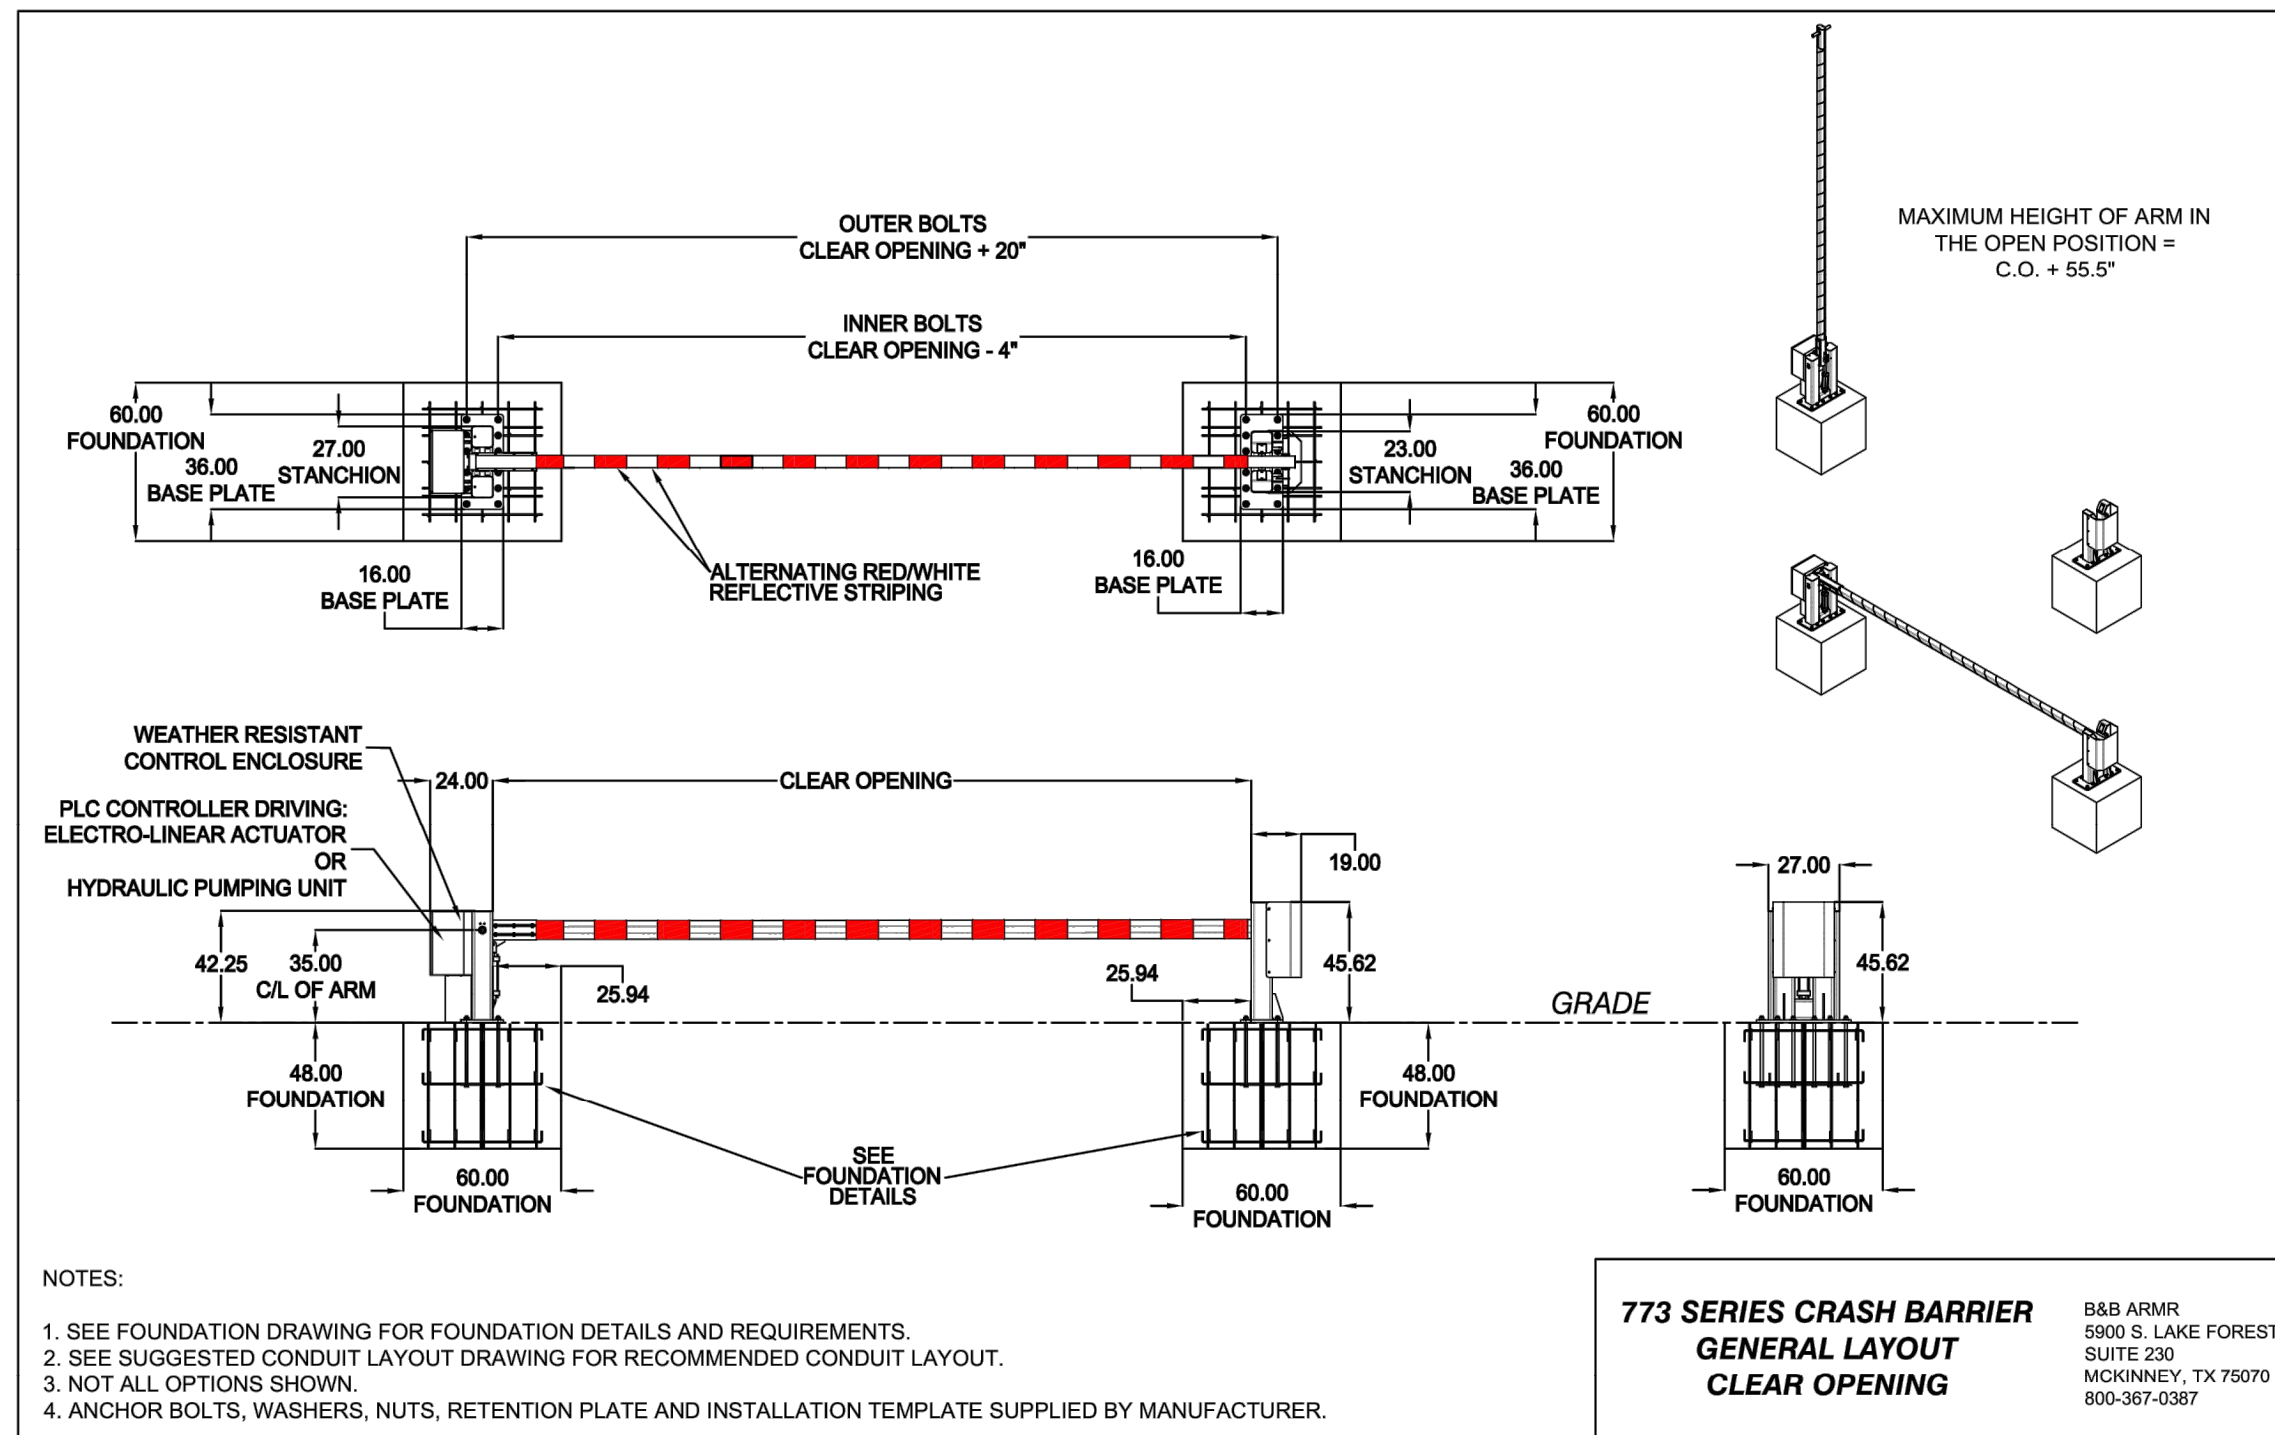 OUTER BOLTS
CLEAR OPENING + 20"
INNER BOLTS
CLEAR OPENING - 4"
MAXIMUM HEIGHT OF ARM IN
THE OPEN POSITION =
C.O. + 55.5"
60.00
FOUNDATION
36.00
BASE PLATE
27.00
STANCHION
23.00
STANCHION
36.00
BASE PLATE
60.00
FOUNDATION
16.00
BASE PLATE
ALTERNATING RED/WHITE
REFLECTIVE STRIPING
16.00
BASE PLATE
WEATHER RESISTANT
CONTROL ENCLOSURE
PLC CONTROLLER DRIVING:
ELECTRO-LINEAR ACTUATOR
OR
HYDRAULIC PUMPING UNIT
24.00
CLEAR OPENING
19.00
27.00
42.25
35.00
C/L OF ARM
25.94
25.94
45.62
45.62
GRADE
48.00
FOUNDATION
48.00
FOUNDATION
SEE
FOUNDATION
DETAILS
60.00
FOUNDATION
60.00
FOUNDATION
60.00
FOUNDATION
NOTES:
1. SEE FOUNDATION DRAWING FOR FOUNDATION DETAILS AND REQUIREMENTS.
2. SEE SUGGESTED CONDUIT LAYOUT DRAWING FOR RECOMMENDED CONDUIT LAYOUT.
3. NOT ALL OPTIONS SHOWN.
4. ANCHOR BOLTS, WASHERS, NUTS, RETENTION PLATE AND INSTALLATION TEMPLATE SUPPLIED BY MANUFACTURER.
773 SERIES CRASH BARRIER
GENERAL LAYOUT
CLEAR OPENING
B&B ARMR
5900 S. LAKE FOREST
SUITE 230
MCKINNEY, TX 75070
800-367-0387